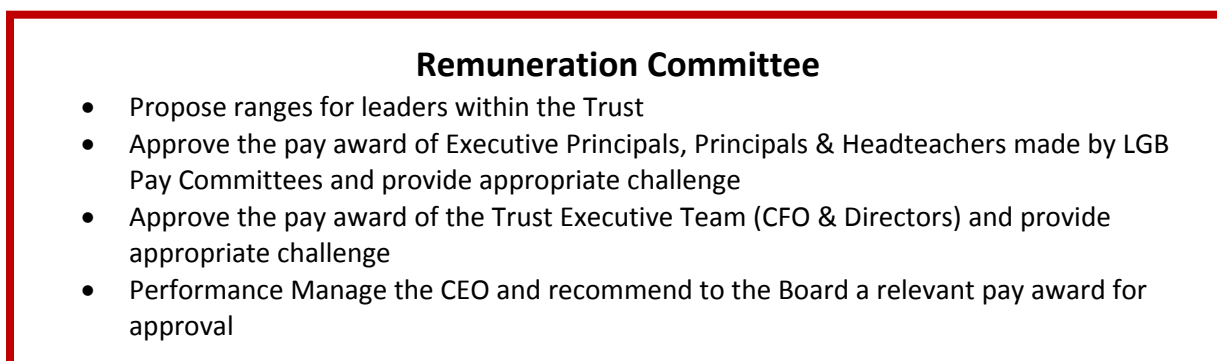 Remuneration Committee
• Propose ranges for leaders within the Trust
• Approve the pay award of Executive Principals, Principals & Headteachers made by LGB
Pay Committees and provide appropriate challenge
• Approve the pay award of the Trust Executive Team (CFO & Directors) and provide
appropriate challenge
• Performance Manage the CEO and recommend to the Board a relevant pay award for
approval